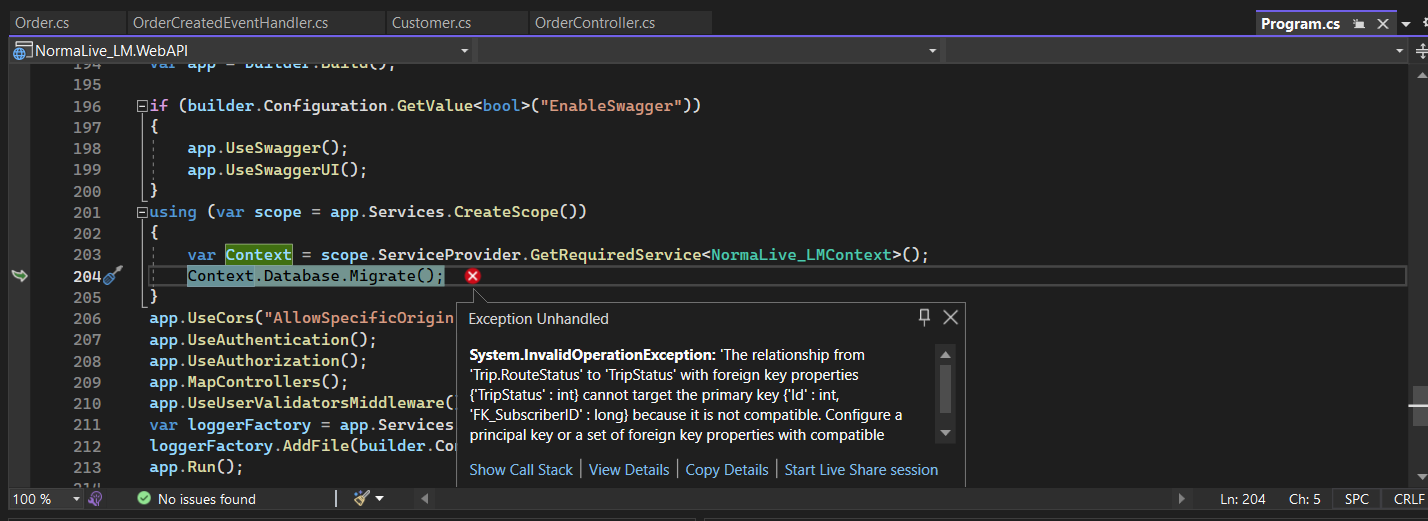 Order.cs OrderCreatedEventHandler.cs Customer.cs OrderController.cs Program.cs
NormaLive_LM.WebAPI
194 var app = builder.Build();
195
196 if (builder.Configuration.GetValue<bool>("EnableSwagger"))
197 {
198 app.UseSwagger();
199 app.UseSwaggerUI();
200 }
201 using (var scope = app.Services.CreateScope())
202 {
203 var Context = scope.ServiceProvider.GetRequiredService<NormaLive_LMContext>();
204 Context.Database.Migrate();
205 }
206 app.UseCors("AllowSpecificOrigin
207 app.UseAuthentication();
208 app.UseAuthorization();
209 app.MapControllers();
210 app.UseUserValidatorsMiddleware()
211 var loggerFactory = app.Services
212 loggerFactory.AddFile(builder.Co
213 app.Run();
214
Exception Unhandled
System.InvalidOperationException: 'The relationship from
'Trip.RouteStatus' to 'TripStatus' with foreign key properties
{'TripStatus' : int} cannot target the primary key {'Id' : int,
'FK_SubscriberID' : long} because it is not compatible. Configure a
principal key or a set of foreign key properties with compatible
Show Call Stack | View Details | Copy Details | Start Live Share session
100 % No issues found Ln: 204 Ch: 5 SPC CRLF